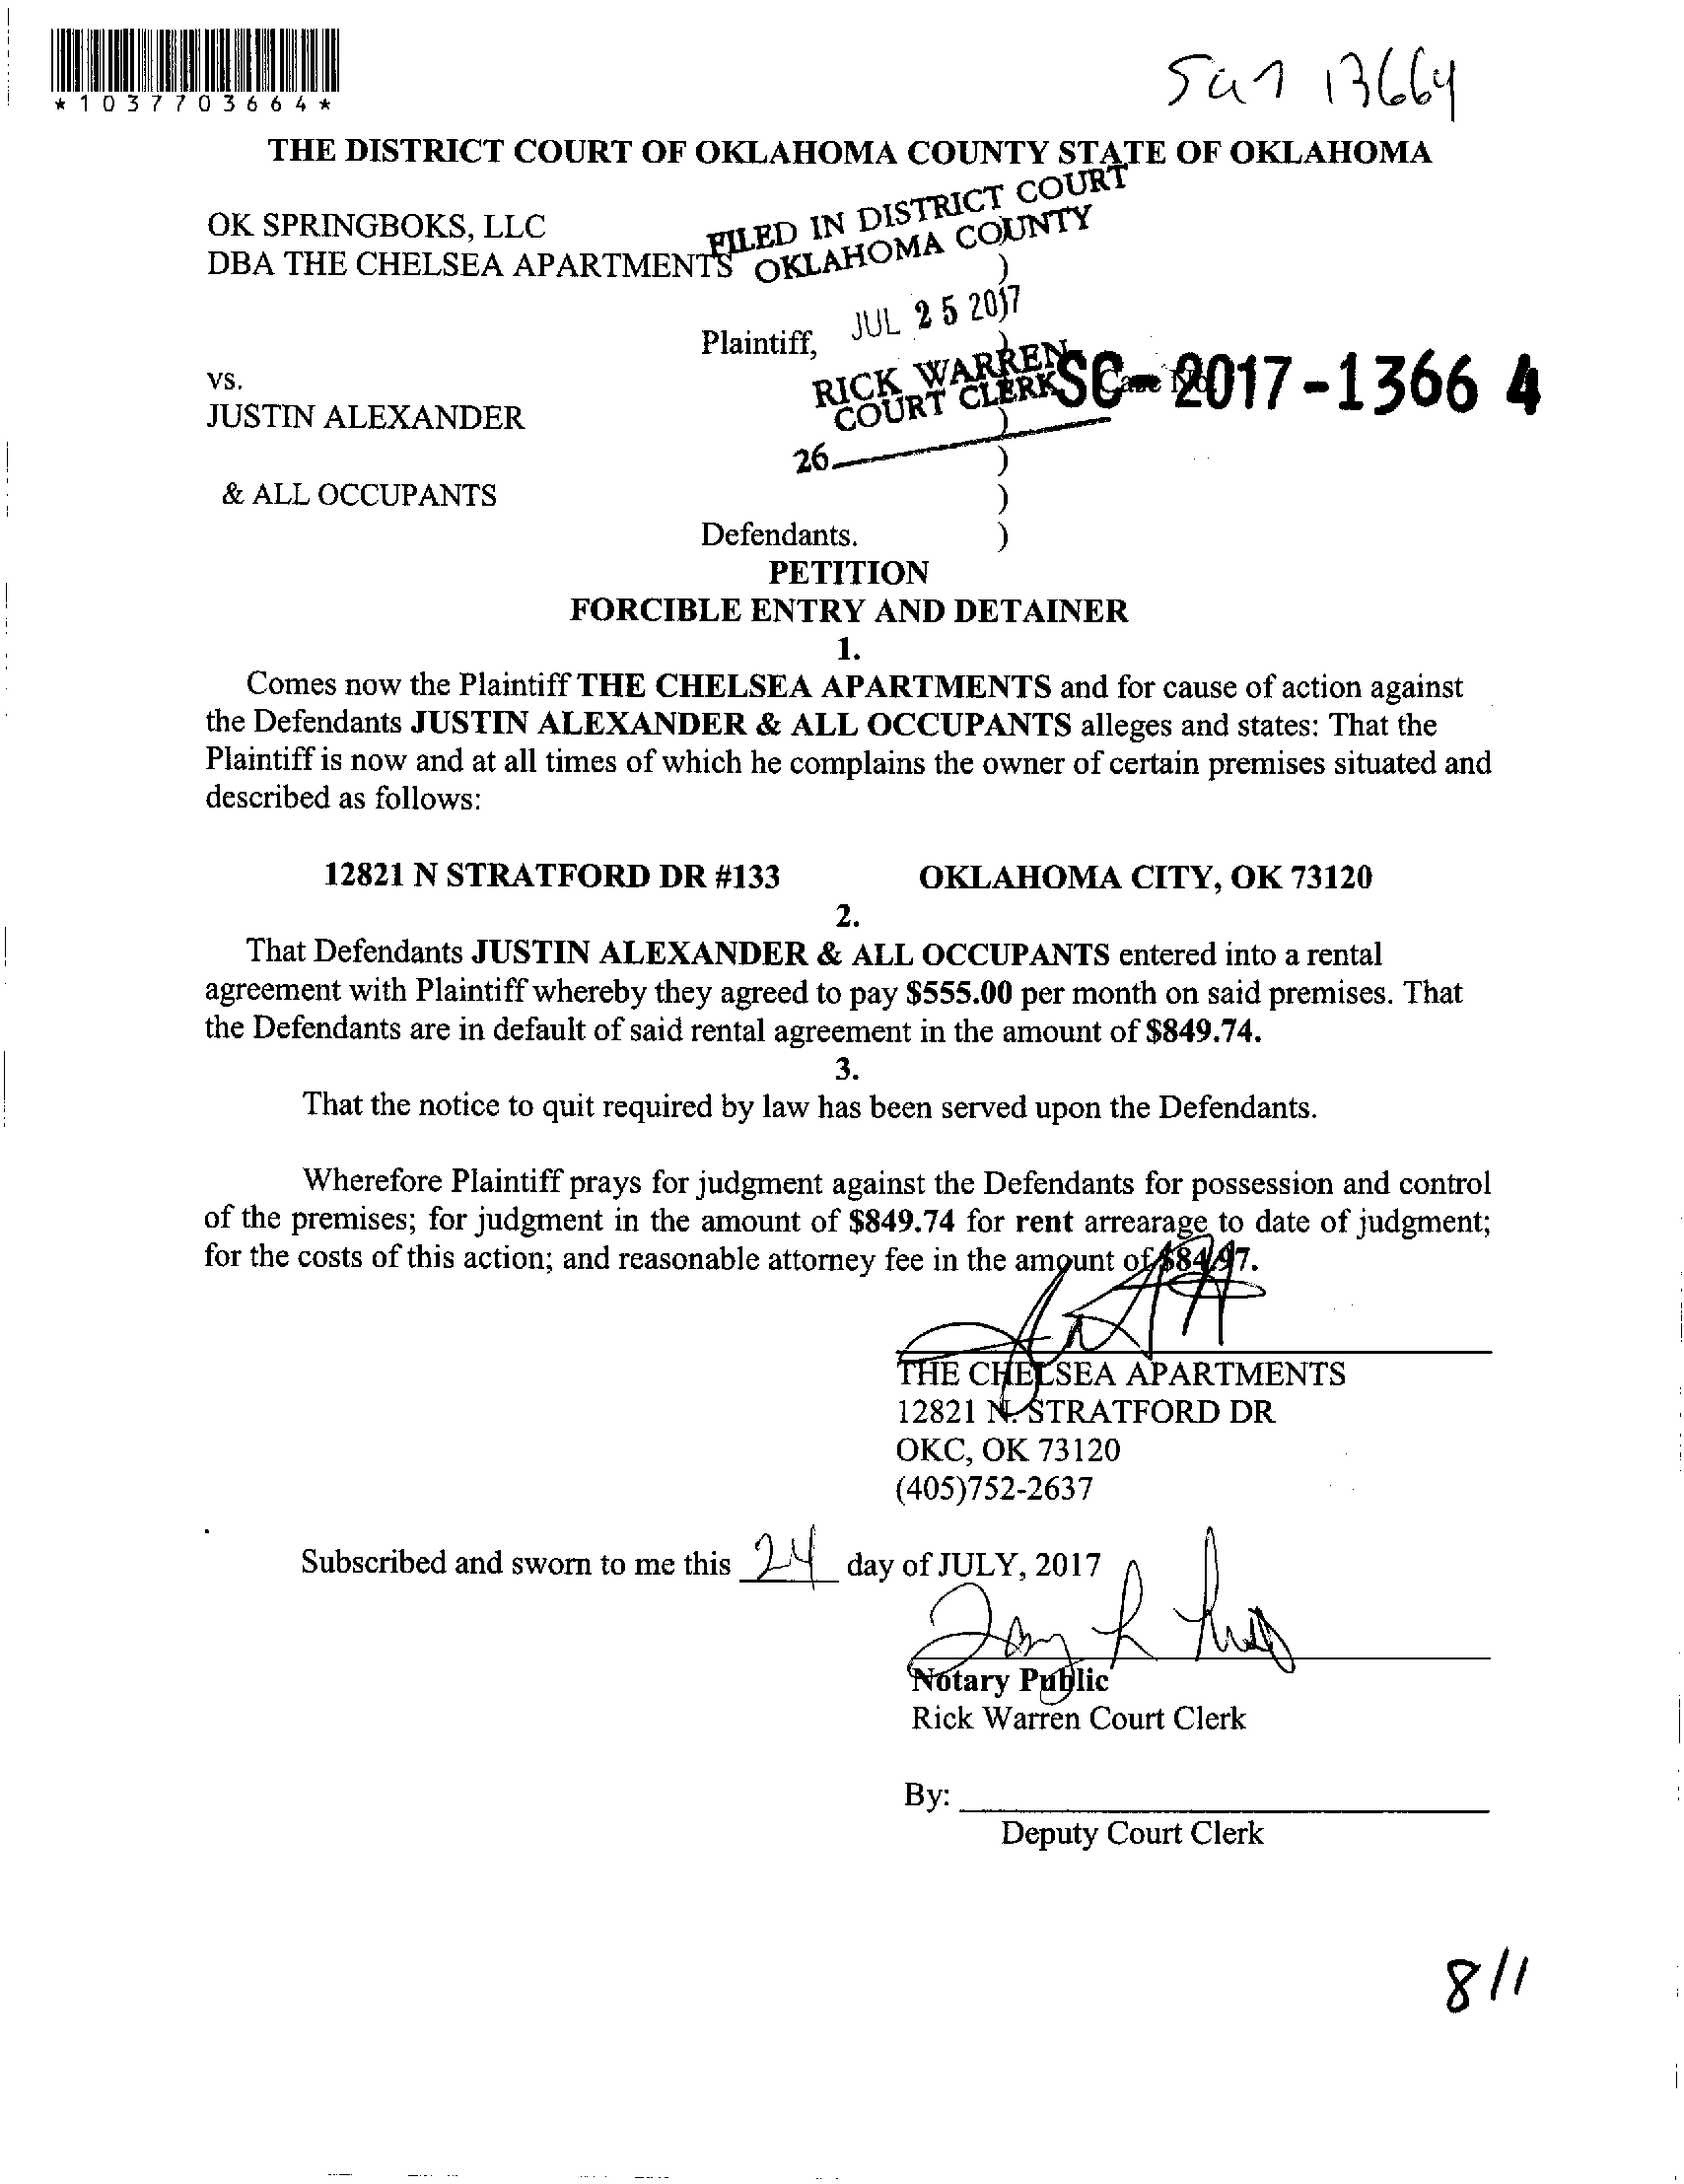 *1037703664*
13664
THE DISTRICT COURT OF OKLAHOMA COUNTY STATE OF OKLAHOMA
OK SPRINGBOKS, LLC
DBA THE CHELSEA APARTMENTS )
FILED IN DISTRICT COURT
OKLAHOMA COUNTY
JUL 25 2017
RICK WARREN
COURT CLERK
26
Plaintiff, )
vs. ) Case No.
SC-2017-13664
JUSTIN ALEXANDER )
)
& ALL OCCUPANTS )
Defendants. )
PETITION
FORCIBLE ENTRY AND DETAINER
1.
Comes now the Plaintiff THE CHELSEA APARTMENTS and for cause of action against
the Defendants JUSTIN ALEXANDER & ALL OCCUPANTS alleges and states: That the
Plaintiff is now and at all times of which he complains the owner of certain premises situated and
described as follows:
12821 N STRATFORD DR #133 OKLAHOMA CITY, OK 73120
2.
That Defendants JUSTIN ALEXANDER & ALL OCCUPANTS entered into a rental
agreement with Plaintiff whereby they agreed to pay $555.00 per month on said premises. That
the Defendants are in default of said rental agreement in the amount of $849.74.
3.
That the notice to quit required by law has been served upon the Defendants.
Wherefore Plaintiff prays for judgment against the Defendants for possession and control
of the premises; for judgment in the amount of $849.74 for rent arrearage to date of judgment;
for the costs of this action; and reasonable attorney fee in the amount of $84.97.
THE CHELSEA APARTMENTS
12821 N. STRATFORD DR
OKC, OK 73120
(405)752-2637
Subscribed and sworn to me this 24 day of JULY, 2017
Notary Public
Rick Warren Court Clerk
By:
Deputy Court Clerk
8/1